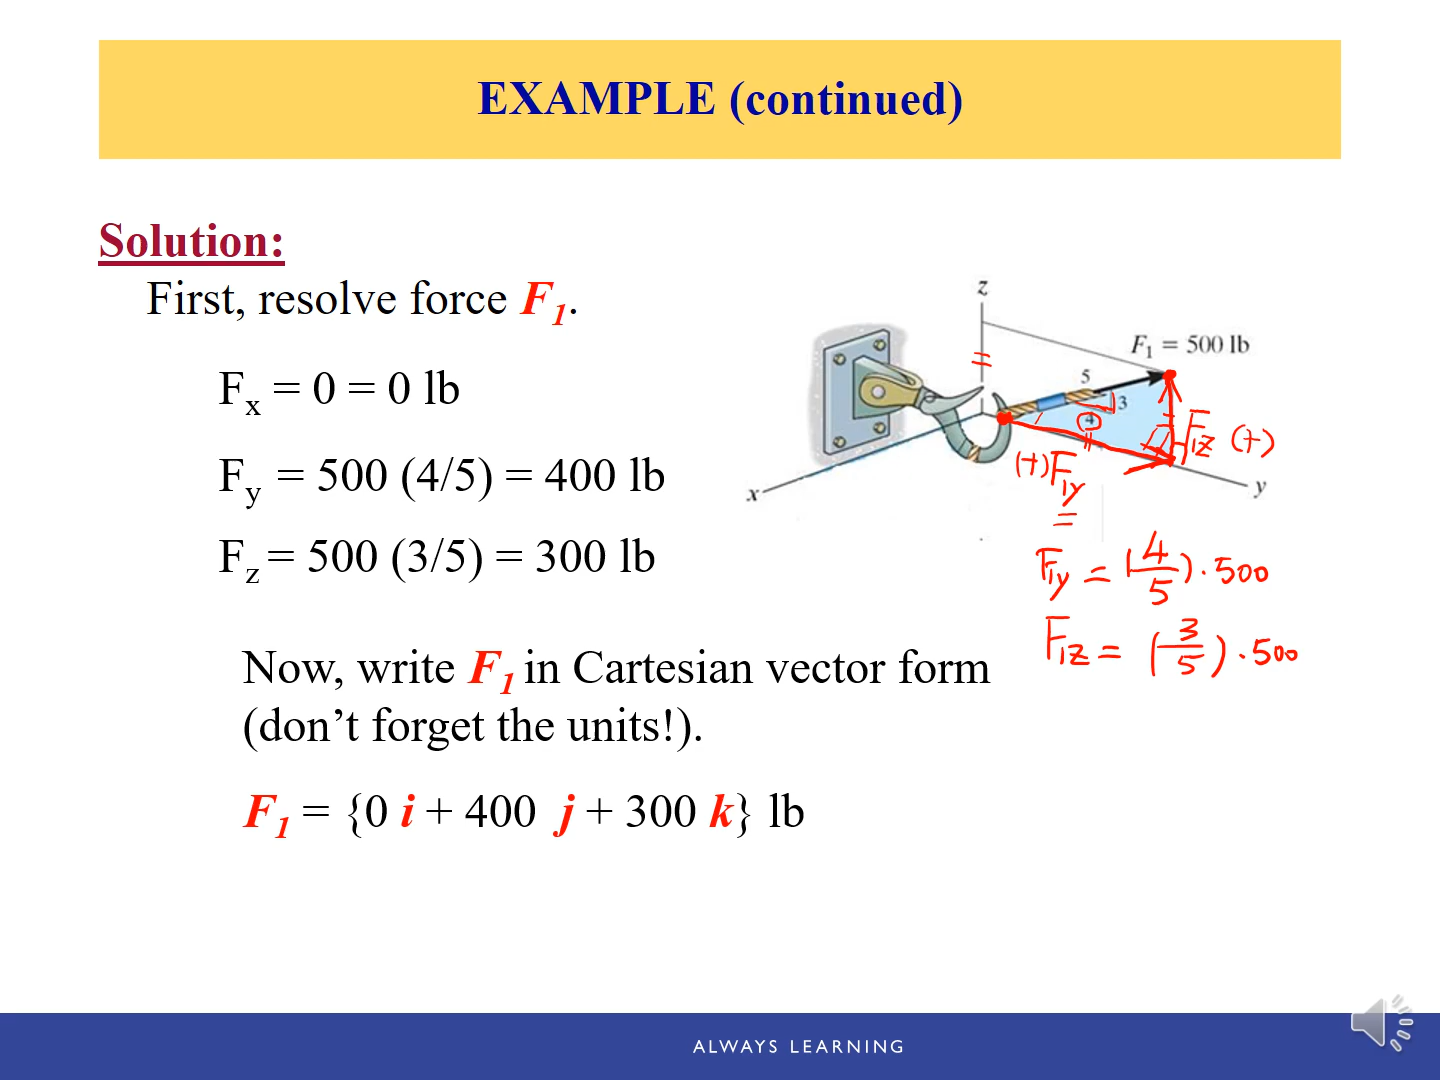 EXAMPLE (continued)
Solution:
First, resolve force F1.
Fx = 0 = 0 lb
Fy = 500 (4/5) = 400 lb
Fz = 500 (3/5) = 300 lb
Now, write F1 in Cartesian vector form
(don’t forget the units!).
F1 = {0 i + 400 j + 300 k} lb
z
F1 = 500 lb
5
3
4
F1z (+)
(+)F1y
x
y
F1y = (4/5) · 500
F1z = (3/5) · 500
ALWAYS LEARNING